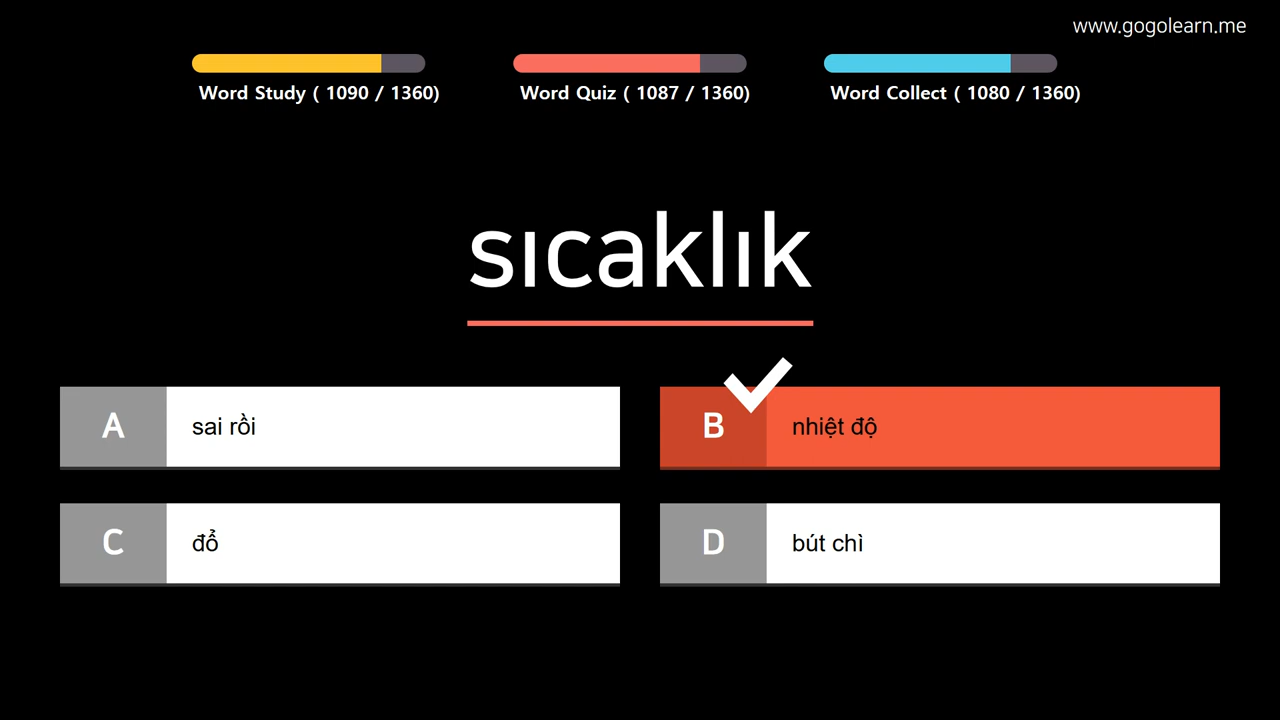 www.gogolearn.me
Word Study ( 1090 / 1360)
Word Quiz ( 1087 / 1360)
Word Collect ( 1080 / 1360)
sıcaklık
A sai rồi
B nhiệt độ
C đổ
D bút chì